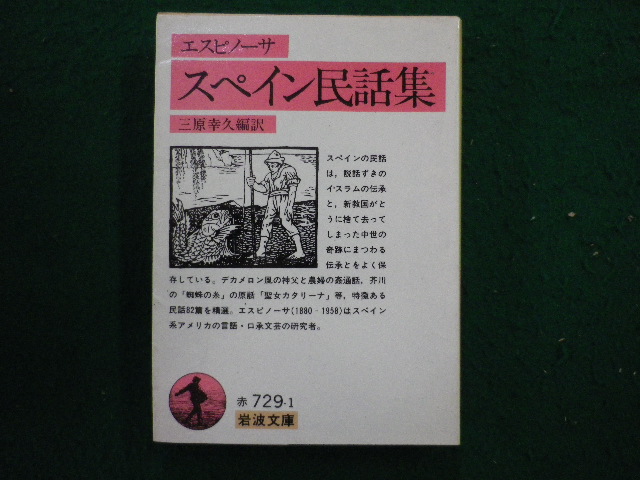 エスピノーサ
スペイン民話集
三原幸久編訳
スペインの民話
は，説話ずきの
イスラムの伝承
と，新教国がと
うに捨て去って
しまった中世の
奇跡にまつわる
伝承とをよく保
存している。デカメロン風の神父と農婦の姦通話，芥川
の「蜘蛛の糸」の原話「聖女カタリーナ」等，特徴ある
民話82篇を精選。エスピノーサ(1880‐1958)はスペイン
系アメリカの言語・口承文芸の研究者。
赤 729-1
岩波文庫